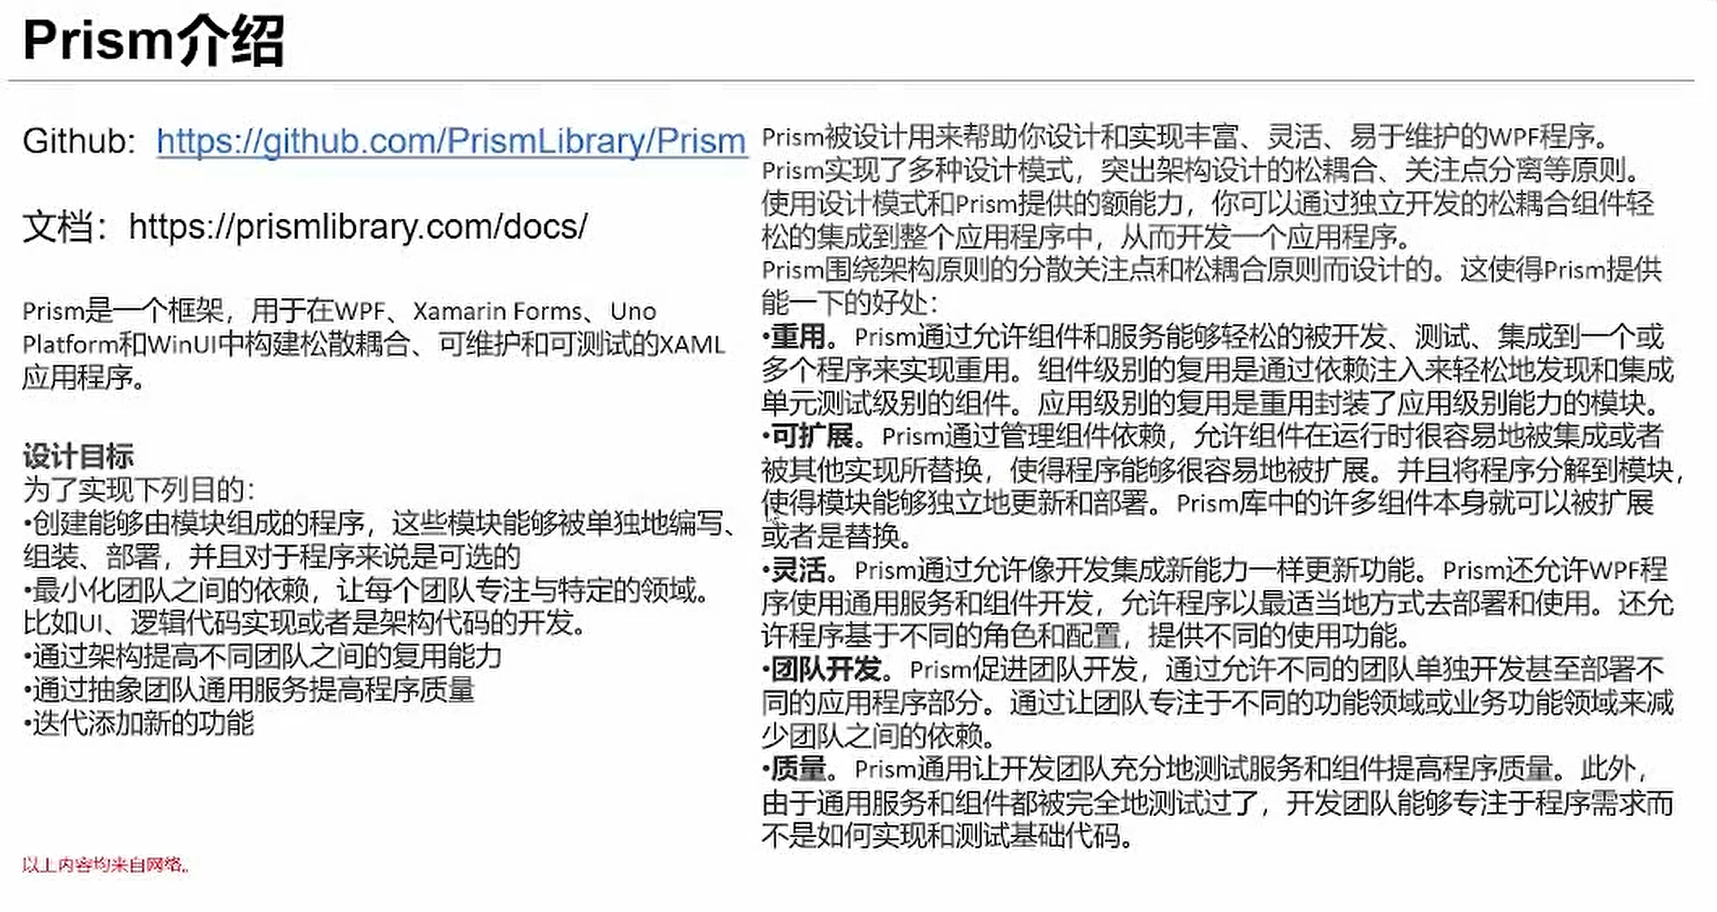 Prism介绍
Github: https://github.com/PrismLibrary/Prism
文档：https://prismlibrary.com/docs/
Prism是一个框架，用于在WPF、Xamarin Forms、Uno
Platform和WinUI中构建松散耦合、可维护和可测试的XAML
应用程序。
设计目标
为了实现下列目的：
•创建能够由模块组成的程序，这些模块能够被单独地编写、
组装、部署，并且对于程序来说是可选的
•最小化团队之间的依赖，让每个团队专注与特定的领域。
比如UI、逻辑代码实现或者是架构代码的开发。
•通过架构提高不同团队之间的复用能力
•通过抽象团队通用服务提高程序质量
•迭代添加新的功能
以上内容均来自网络。
Prism被设计用来帮助你设计和实现丰富、灵活、易于维护的WPF程序。
Prism实现了多种设计模式，突出架构设计的松耦合、关注点分离等原则。
使用设计模式和Prism提供的额能力，你可以通过独立开发的松耦合组件轻
松的集成到整个应用程序中，从而开发一个应用程序。
Prism围绕架构原则的分散关注点和松耦合原则而设计的。这使得Prism提供
能一下的好处：
•重用。Prism通过允许组件和服务能够轻松的被开发、测试、集成到一个或
多个程序来实现重用。组件级别的复用是通过依赖注入来轻松地发现和集成
单元测试级别的组件。应用级别的复用是重用封装了应用级别能力的模块。
•可扩展。Prism通过管理组件依赖，允许组件在运行时很容易地被集成或者
被其他实现所替换，使得程序能够很容易地被扩展。并且将程序分解到模块，
使得模块能够独立地更新和部署。Prism库中的许多组件本身就可以被扩展
或者是替换。
•灵活。Prism通过允许像开发集成新能力一样更新功能。Prism还允许WPF程
序使用通用服务和组件开发，允许程序以最适当地方式去部署和使用。还允
许程序基于不同的角色和配置，提供不同的使用功能。
•团队开发。Prism促进团队开发，通过允许不同的团队单独开发甚至部署不
同的应用程序部分。通过让团队专注于不同的功能领域或业务功能领域来减
少团队之间的依赖。
•质量。Prism通用让开发团队充分地测试服务和组件提高程序质量。此外，
由于通用服务和组件都被完全地测试过了，开发团队能够专注于程序需求而
不是如何实现和测试基础代码。